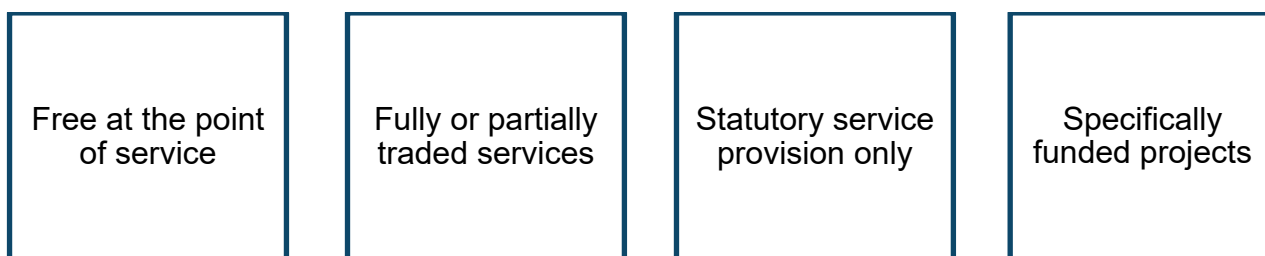 Free at the point
of service
Fully or partially
traded services
Statutory service
provision only
Specifically
funded projects